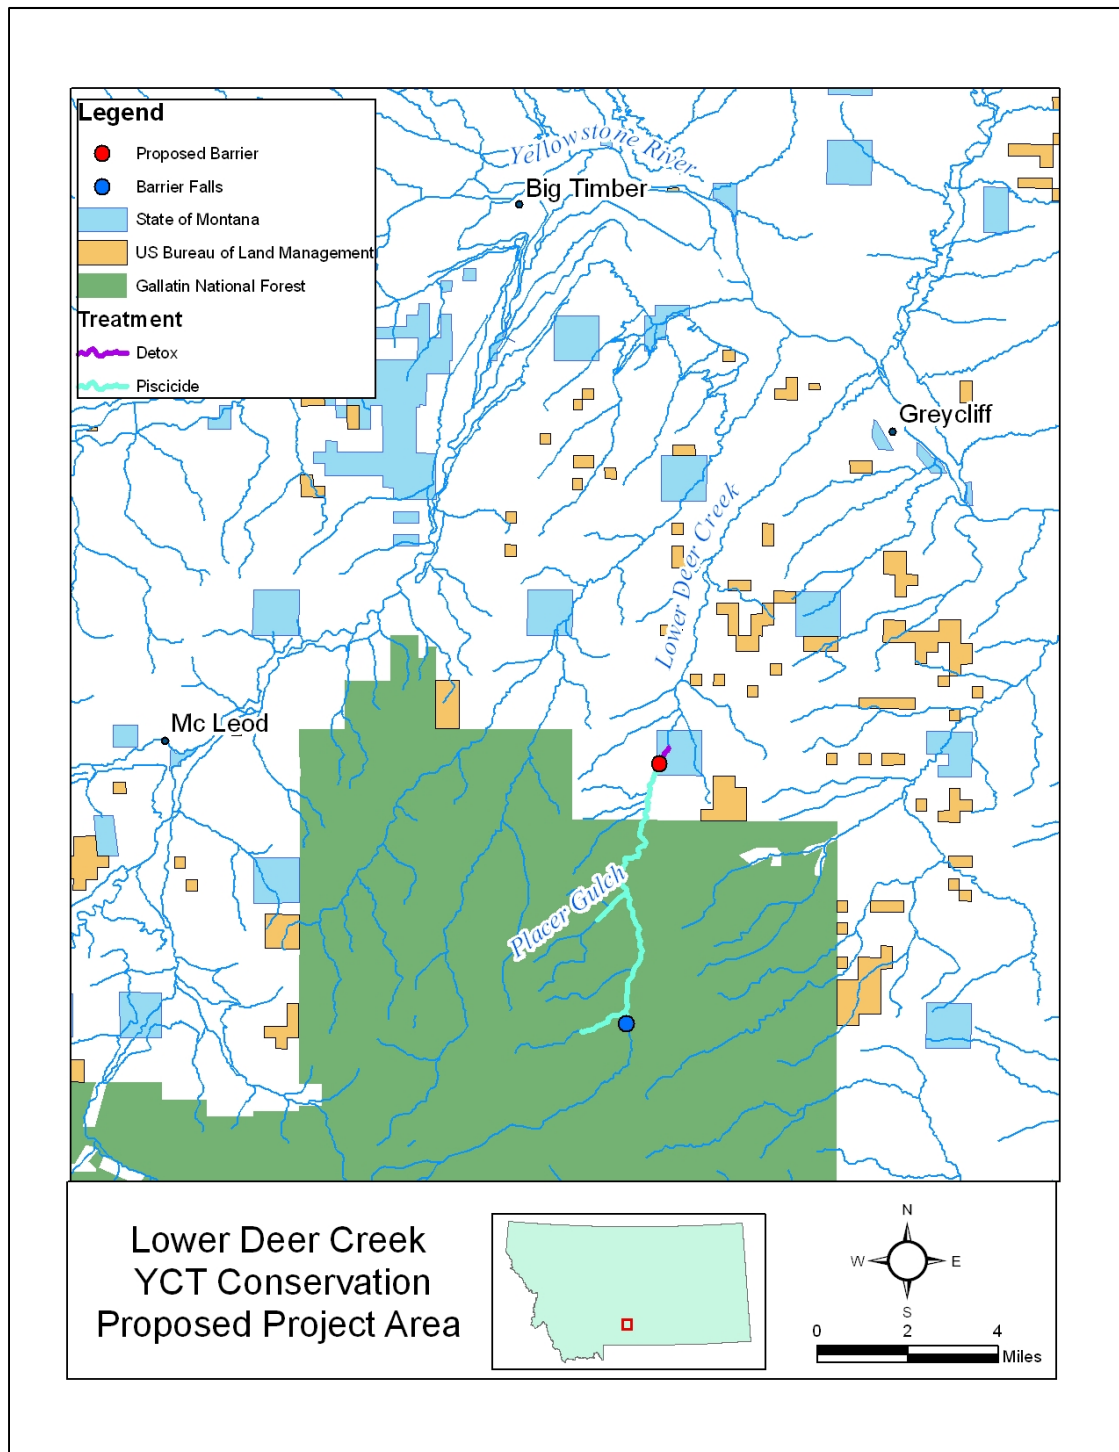 Legend
Proposed Barrier
Barrier Falls
State of Montana
US Bureau of Land Management
Gallatin National Forest
Treatment
Detox
Piscicide
Yellowstone River
Big Timber
Greycliff
Lower Deer Creek
Mc Leod
Placer Gulch
Lower Deer Creek
YCT Conservation
Proposed Project Area
N
W E
S
0 2 4
Miles